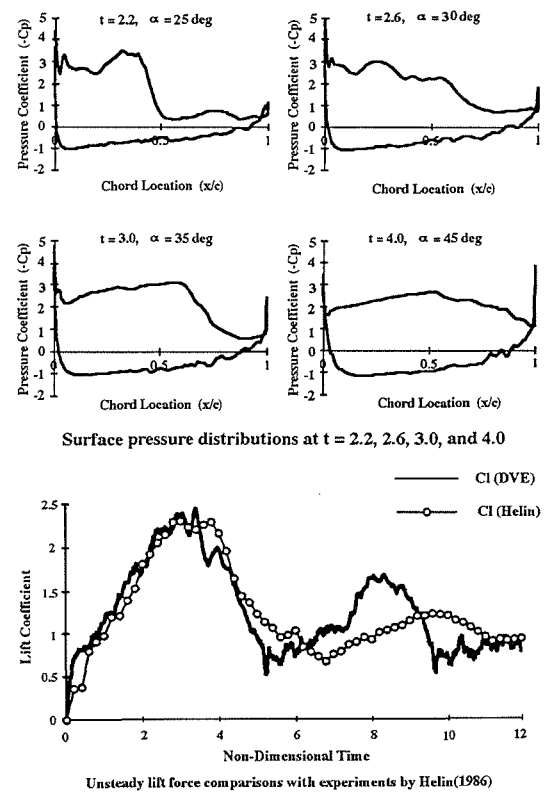 t = 2.2,   α = 25 deg
Pressure Coefficient (-Cp)
5
4
3
2
1
0
-1
-2
0
0.5
1
Chord Location (x/c)
t = 2.6,   α = 30 deg
Pressure Coefficient (-Cp)
5
4
3
2
1
0
-1
-2
0
0.5
1
Chord Location (x/c)
t = 3.0,   α = 35 deg
Pressure Coefficient (-Cp)
5
4
3
2
1
0
-1
-2
0
0.5
1
Chord Location (x/c)
t = 4.0,   α = 45 deg
Pressure Coefficient (-Cp)
5
4
3
2
1
0
-1
-2
0
0.5
1
Chord Location (x/c)
Surface pressure distributions at t = 2.2, 2.6, 3.0, and 4.0
Cl (DVE)
Cl (Helin)
Lift Coefficient
2.5
2
1.5
1
0.5
0
0 2 4 6 8 10 12
Non-Dimensional Time
Unsteady lift force comparisons with experiments by Helin(1986)